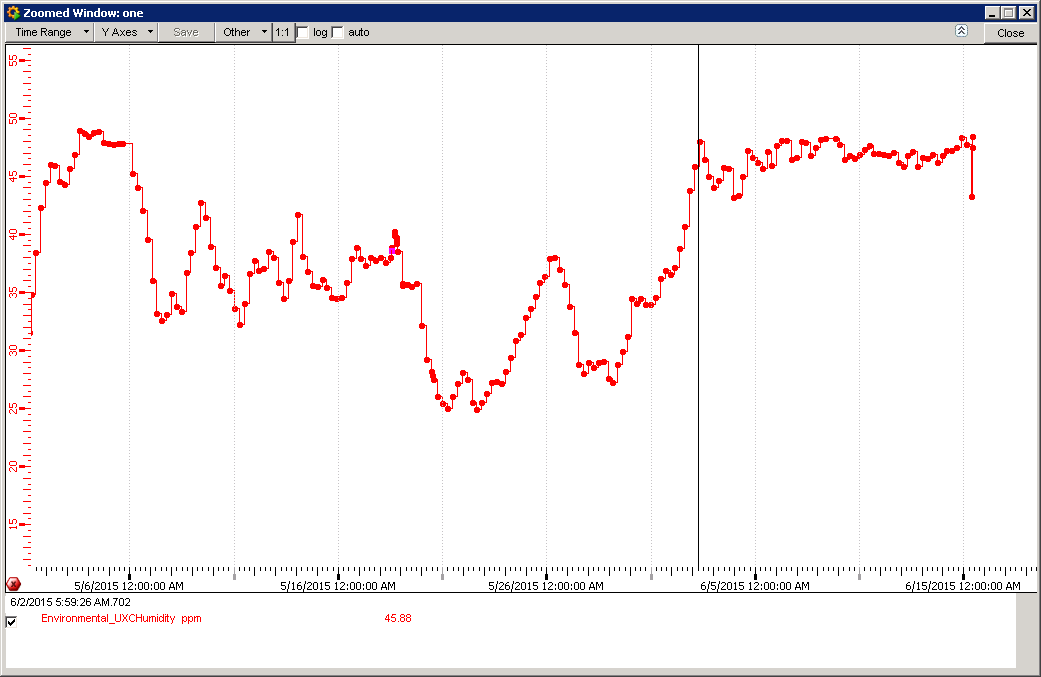 Zoomed Window: one
Time Range Y Axes Save Other 1:1 log auto Close
55
50
45
40
35
30
25
20
15
5/6/2015 12:00:00 AM 5/16/2015 12:00:00 AM 5/26/2015 12:00:00 AM 6/5/2015 12:00:00 AM 6/15/2015 12:00:00 AM
6/2/2015 5:59:26 AM.702
Environmental_UXCHumidity ppm 45.88